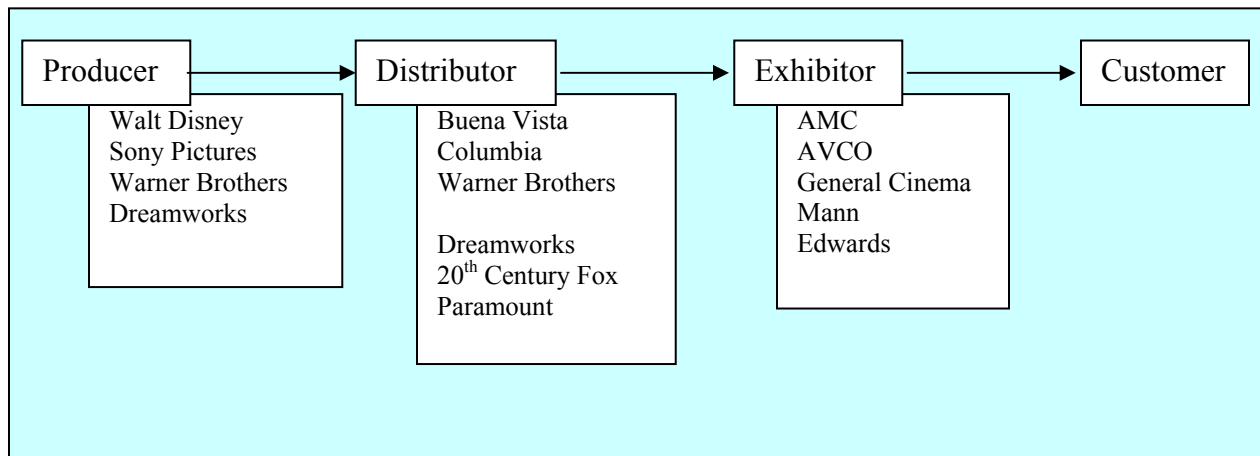 Producer
Walt Disney
Sony Pictures
Warner Brothers
Dreamworks
Distributor
Buena Vista
Columbia
Warner Brothers
Dreamworks
20th Century Fox
Paramount
Exhibitor
AMC
AVCO
General Cinema
Mann
Edwards
Customer